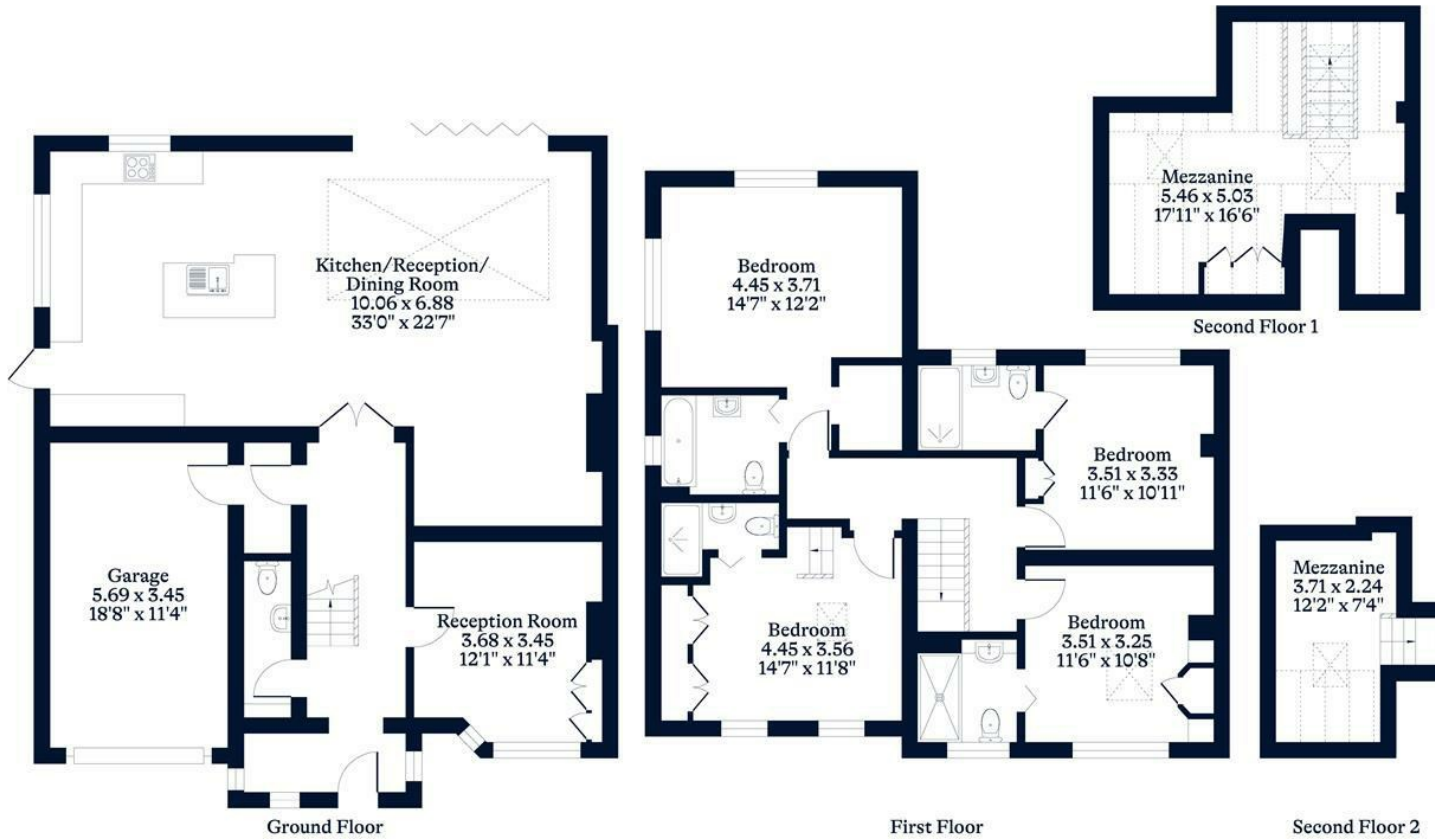 Kitchen/Reception/
Dining Room
10.06 x 6.88
33'0" x 22'7"
Garage
5.69 x 3.45
18'8" x 11'4"
Reception Room
3.68 x 3.45
12'1" x 11'4"
Ground Floor
Bedroom
4.45 x 3.71
14'7" x 12'2"
Bedroom
3.51 x 3.33
11'6" x 10'11"
Bedroom
4.45 x 3.56
14'7" x 11'8"
Bedroom
3.51 x 3.25
11'6" x 10'8"
First Floor
Mezzanine
5.46 x 5.03
17'11" x 16'6"
Second Floor 1
Mezzanine
3.71 x 2.24
12'2" x 7'4"
Second Floor 2